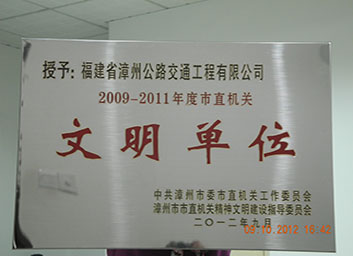 授予：福建省漳州公路交通工程有限公司
2009-2011年度市直机关
文明单位
中共漳州市委市直机关工作委员会
漳州市市直机关精神文明建设指导委员会
二〇一二年九月
09.10.2012 16:42